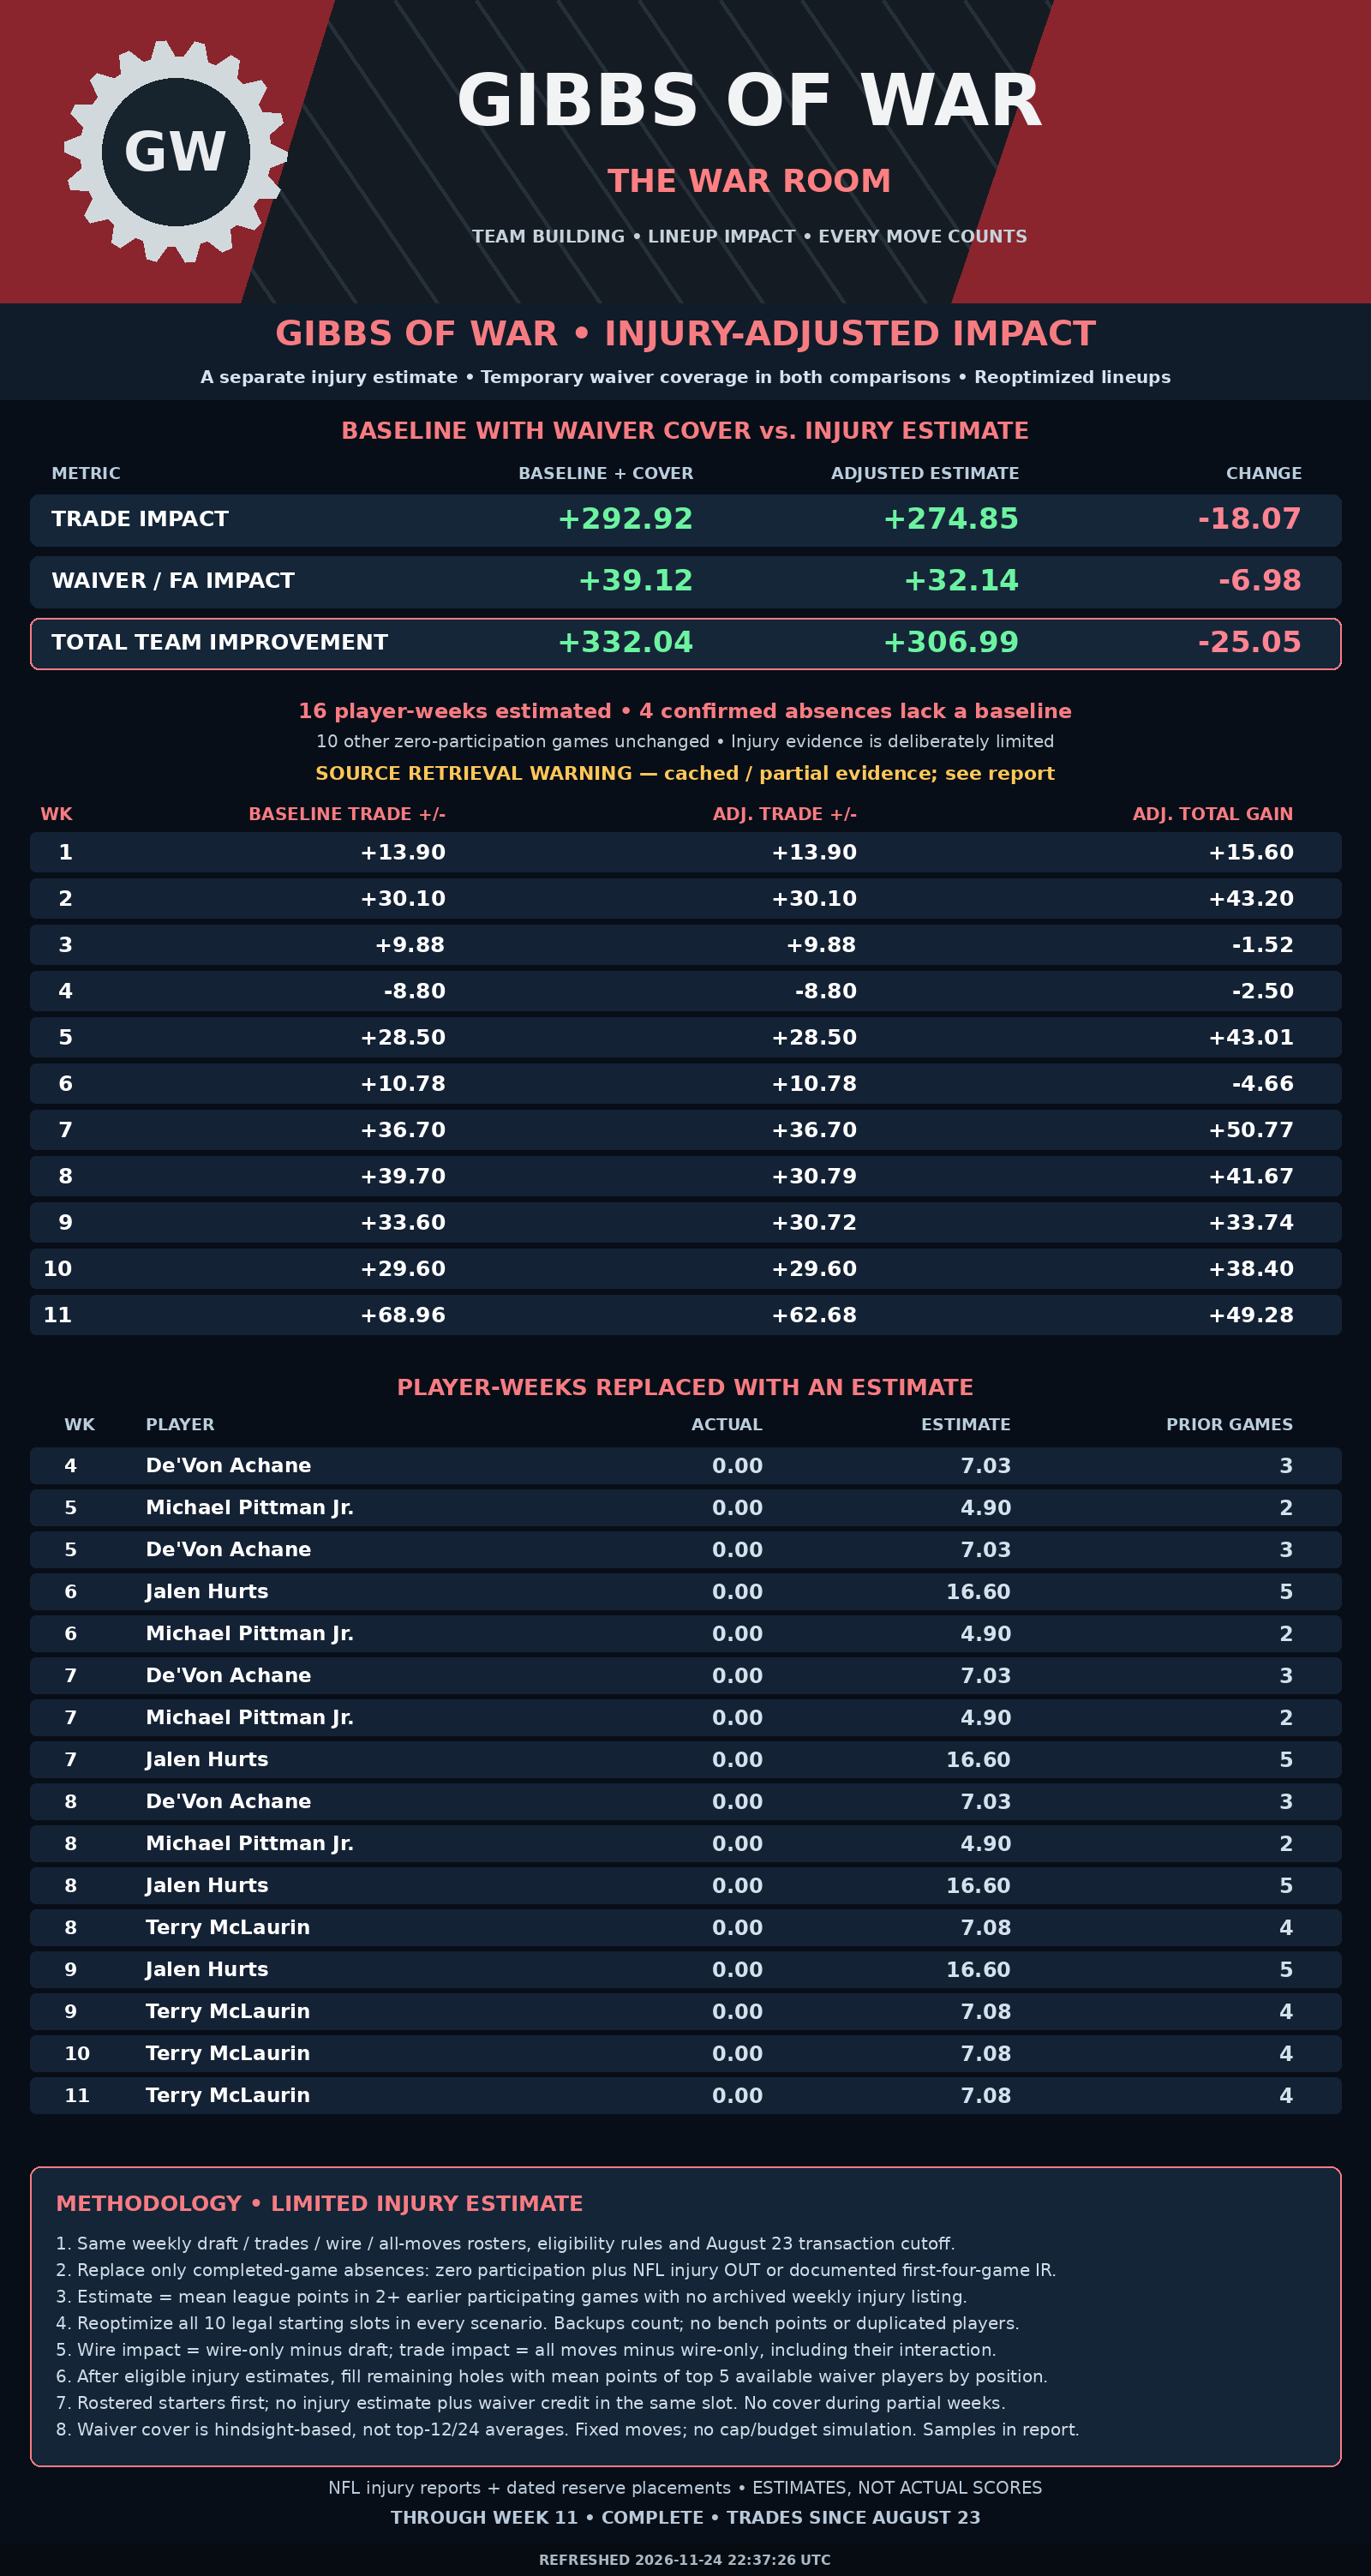 GW
GIBBS OF WAR
THE WAR ROOM
TEAM BUILDING • LINEUP IMPACT • EVERY MOVE COUNTS
GIBBS OF WAR • INJURY-ADJUSTED IMPACT
A separate injury estimate • Temporary waiver coverage in both comparisons • Reoptimized lineups
BASELINE WITH WAIVER COVER vs. INJURY ESTIMATE
METRIC BASELINE + COVER ADJUSTED ESTIMATE CHANGE
TRADE IMPACT +292.92 +274.85 -18.07
WAIVER / FA IMPACT +39.12 +32.14 -6.98
TOTAL TEAM IMPROVEMENT +332.04 +306.99 -25.05
16 player-weeks estimated • 4 confirmed absences lack a baseline
10 other zero-participation games unchanged • Injury evidence is deliberately limited
SOURCE RETRIEVAL WARNING — cached / partial evidence; see report
WK BASELINE TRADE +/- ADJ. TRADE +/- ADJ. TOTAL GAIN
1 +13.90 +13.90 +15.60
2 +30.10 +30.10 +43.20
3 +9.88 +9.88 -1.52
4 -8.80 -8.80 -2.50
5 +28.50 +28.50 +43.01
6 +10.78 +10.78 -4.66
7 +36.70 +36.70 +50.77
8 +39.70 +30.79 +41.67
9 +33.60 +30.72 +33.74
10 +29.60 +29.60 +38.40
11 +68.96 +62.68 +49.28
PLAYER-WEEKS REPLACED WITH AN ESTIMATE
WK PLAYER ACTUAL ESTIMATE PRIOR GAMES
4 De'Von Achane 0.00 7.03 3
5 Michael Pittman Jr. 0.00 4.90 2
5 De'Von Achane 0.00 7.03 3
6 Jalen Hurts 0.00 16.60 5
6 Michael Pittman Jr. 0.00 4.90 2
7 De'Von Achane 0.00 7.03 3
7 Michael Pittman Jr. 0.00 4.90 2
7 Jalen Hurts 0.00 16.60 5
8 De'Von Achane 0.00 7.03 3
8 Michael Pittman Jr. 0.00 4.90 2
8 Jalen Hurts 0.00 16.60 5
8 Terry McLaurin 0.00 7.08 4
9 Jalen Hurts 0.00 16.60 5
9 Terry McLaurin 0.00 7.08 4
10 Terry McLaurin 0.00 7.08 4
11 Terry McLaurin 0.00 7.08 4
METHODOLOGY • LIMITED INJURY ESTIMATE
1. Same weekly draft / trades / wire / all-moves rosters, eligibility rules and August 23 transaction cutoff.
2. Replace only completed-game absences: zero participation plus NFL injury OUT or documented first-four-game IR.
3. Estimate = mean league points in 2+ earlier participating games with no archived weekly injury listing.
4. Reoptimize all 10 legal starting slots in every scenario. Backups count; no bench points or duplicated players.
5. Wire impact = wire-only minus draft; trade impact = all moves minus wire-only, including their interaction.
6. After eligible injury estimates, fill remaining holes with mean points of top 5 available waiver players by position.
7. Rostered starters first; no injury estimate plus waiver credit in the same slot. No cover during partial weeks.
8. Waiver cover is hindsight-based, not top-12/24 averages. Fixed moves; no cap/budget simulation. Samples in report.
NFL injury reports + dated reserve placements • ESTIMATES, NOT ACTUAL SCORES
THROUGH WEEK 11 • COMPLETE • TRADES SINCE AUGUST 23
REFRESHED 2026-11-24 22:37:26 UTC